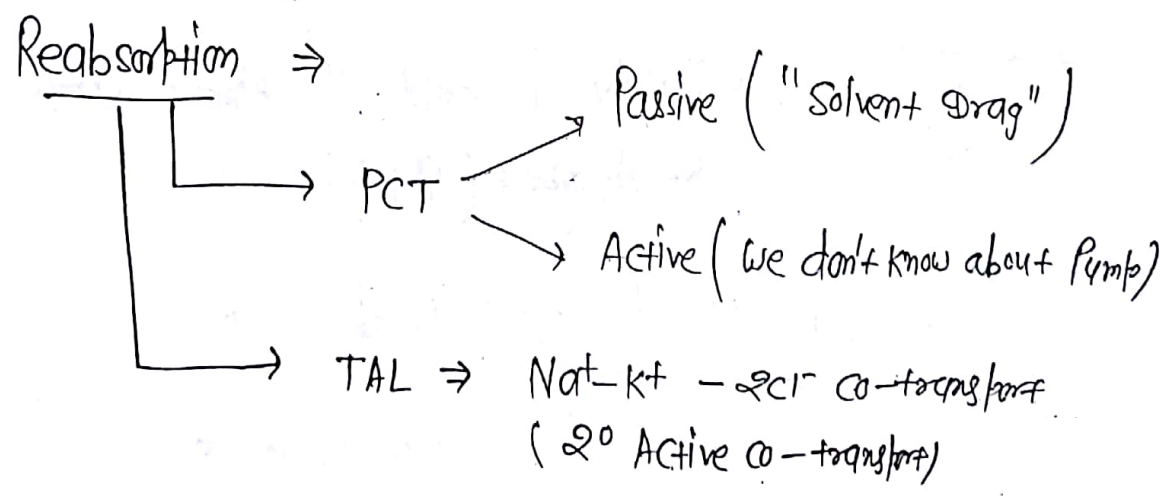 Reabsorption ⇒
Passive ("Solvent Drag")
PCT
Active (We don't know about Pump)
TAL ⇒ Na+-K+ - 2Cl- Co-transport
(2° Active Co-transport)